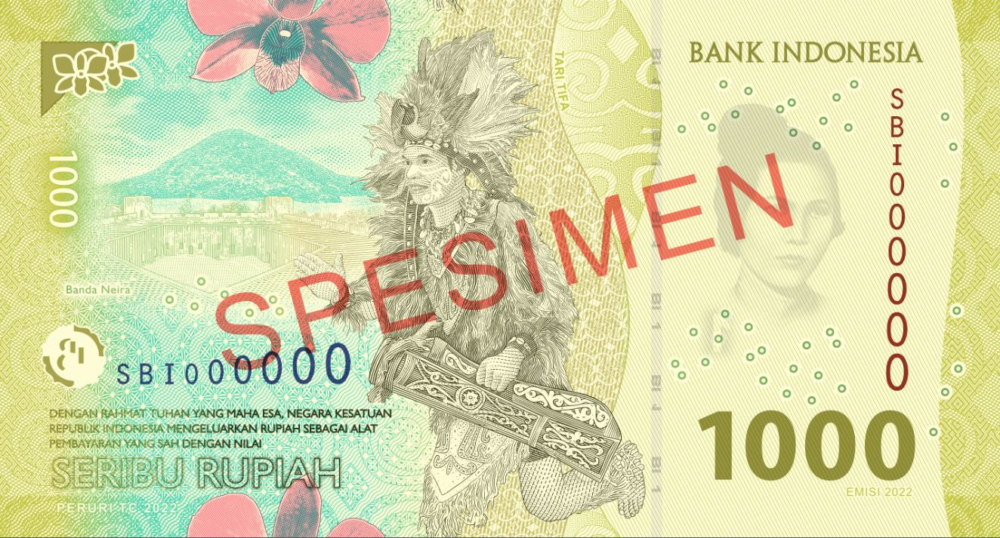 BANK INDONESIA
TARI TIFA
1000
SBI000000
Banda Neira
SPESIMEN
SBI000000
DENGAN RAHMAT TUHAN YANG MAHA ESA, NEGARA KESATUAN
REPUBLIK INDONESIA MENGELUARKAN RUPIAH SEBAGAI ALAT
PEMBAYARAN YANG SAH DENGAN NILAI
SERIBU RUPIAH
PERURI TC 2022
1000
EMISI 2022